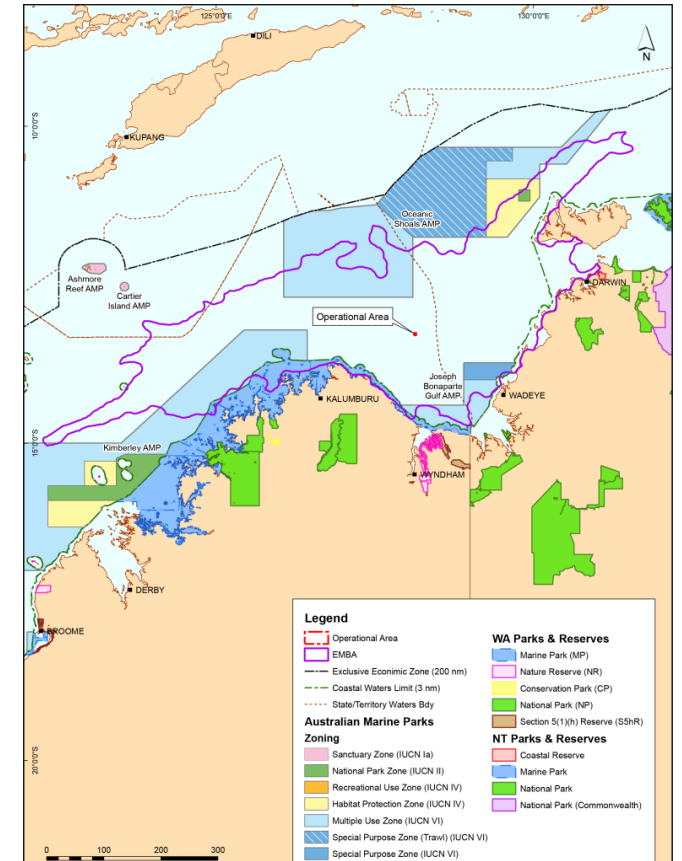 125°0'0"E
130°0'0"E
N
DILI
10°0'0"S
KUPANG
Oceanic
Shoals AMP
Ashmore
Reef AMP
Cartier
Island AMP
DARWIN
Operational Area
Joseph
Bonaparte
Gulf AMP
WADEYE
KALUMBURU
15°0'0"S
Kimberley AMP
WYNDHAM
DERBY
BROOME
20°0'0"S
Legend
Operational Area
EMBA
Exclusive Econimic Zone (200 nm)
Coastal Waters Limit (3 nm)
State/Territory Waters Bdy
Australian Marine Parks
Zoning
Sanctuary Zone (IUCN Ia)
National Park Zone (IUCN II)
Recreational Use Zone (IUCN IV)
Habitat Protection Zone (IUCN IV)
Multiple Use Zone (IUCN VI)
Special Purpose Zone (Trawl) (IUCN VI)
Special Purpose Zone (IUCN VI)
WA Parks & Reserves
Marine Park (MP)
Nature Reserve (NR)
Conservation Park (CP)
National Park (NP)
Section 5(1)(h) Reserve (S5hR)
NT Parks & Reserves
Coastal Reserve
Marine Park
National Park
National Park (Commonwealth)
0 100 200 300